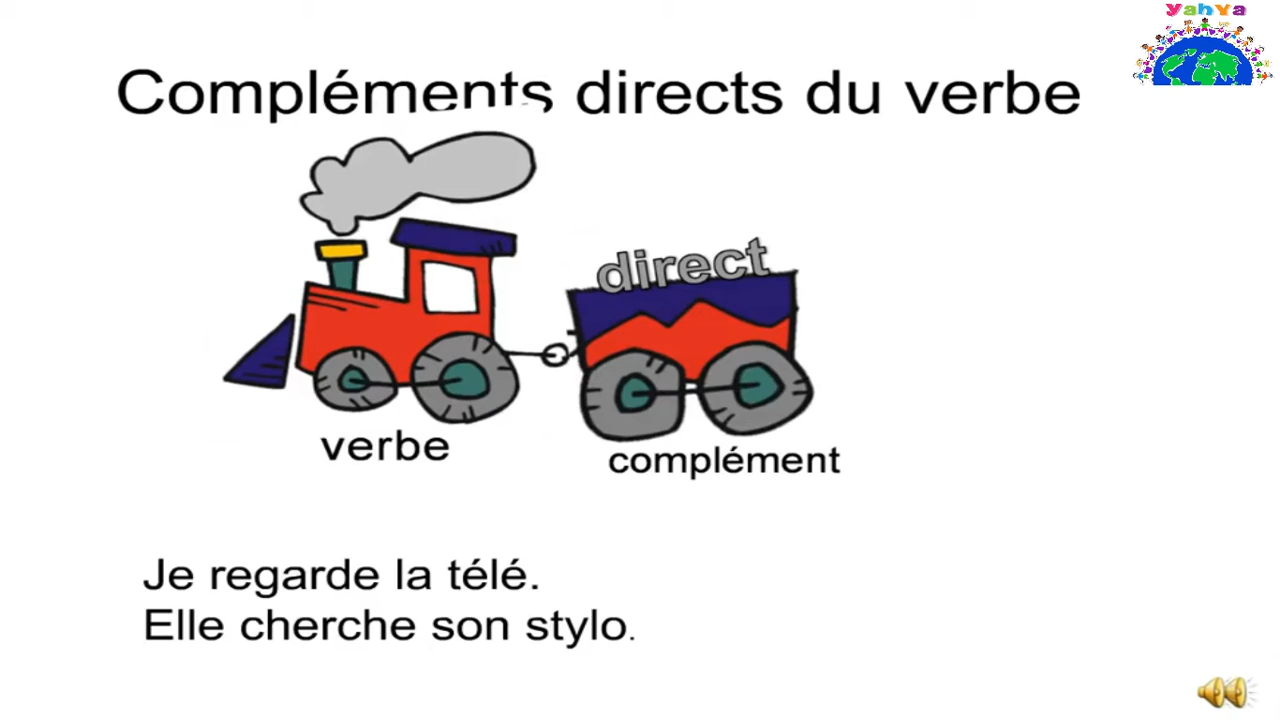 YahYa
Compléments directs du verbe
direct
verbe
complément
Je regarde la télé.
Elle cherche son stylo.